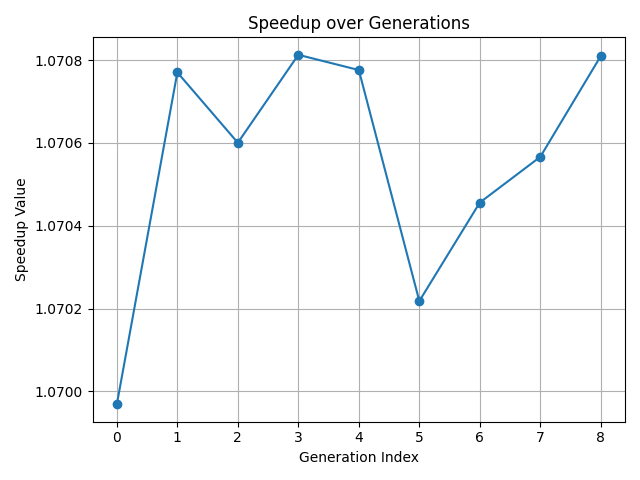 Speedup over Generations
1.0708
1.0706
1.0704
1.0702
1.0700
Speedup Value
0 1 2 3 4 5 6 7 8
Generation Index